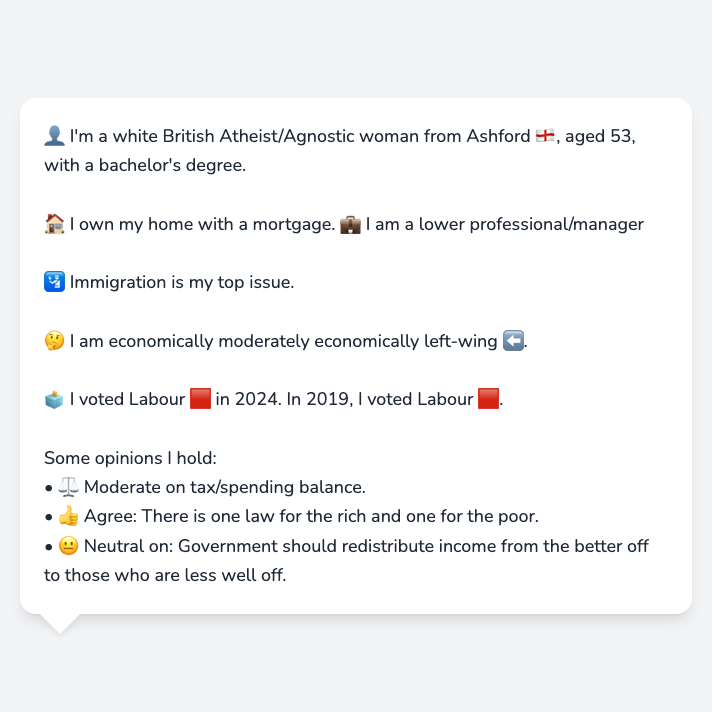 👤 I'm a white British Atheist/Agnostic woman from Ashford 🏴󠁧󠁢󠁥󠁮󠁧󠁿, aged 53,
with a bachelor's degree.
🏠 I own my home with a mortgage. 💼 I am a lower professional/manager
🛂 Immigration is my top issue.
🤔 I am economically moderately economically left-wing ⬅️.
🗳️ I voted Labour 🟥 in 2024. In 2019, I voted Labour 🟥.
Some opinions I hold:
• ⚖️ Moderate on tax/spending balance.
• 👍 Agree: There is one law for the rich and one for the poor.
• 😐 Neutral on: Government should redistribute income from the better off
to those who are less well off.